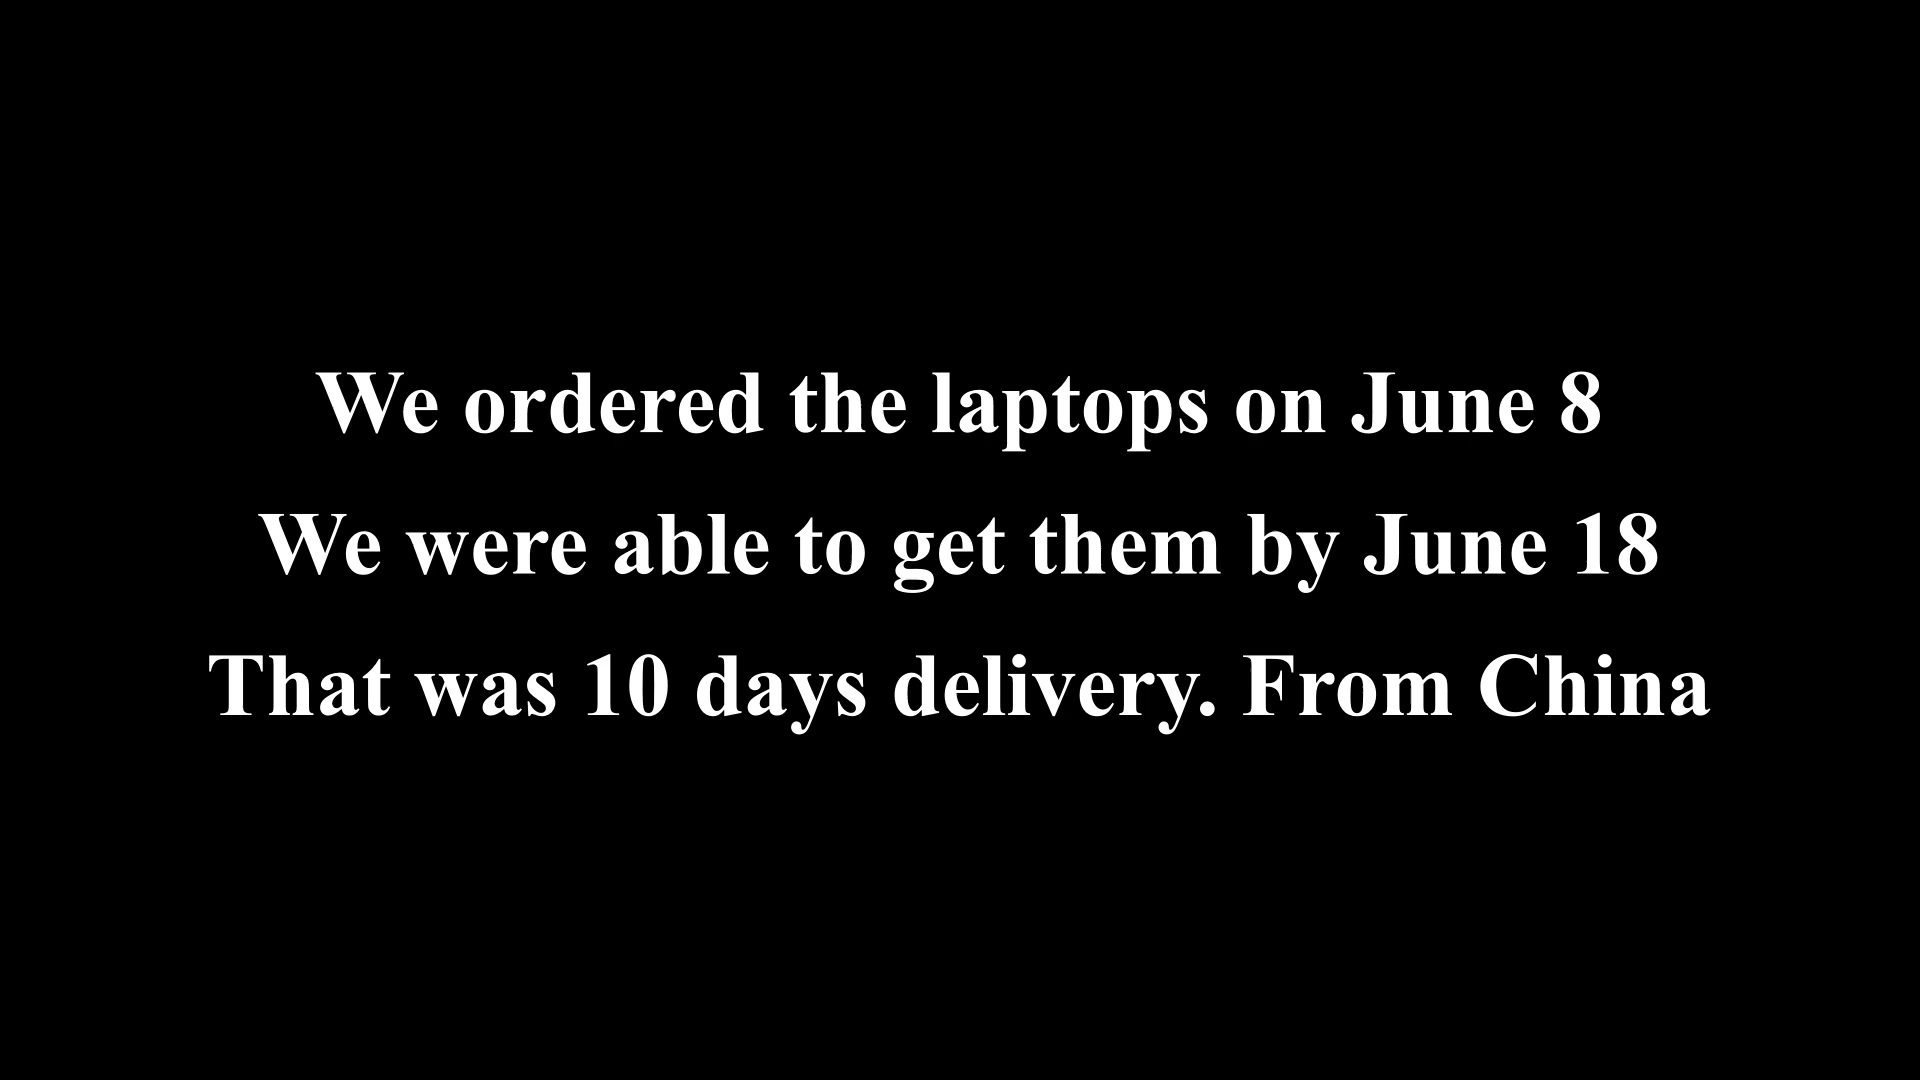 We ordered the laptops on June 8
We were able to get them by June 18
That was 10 days delivery. From China